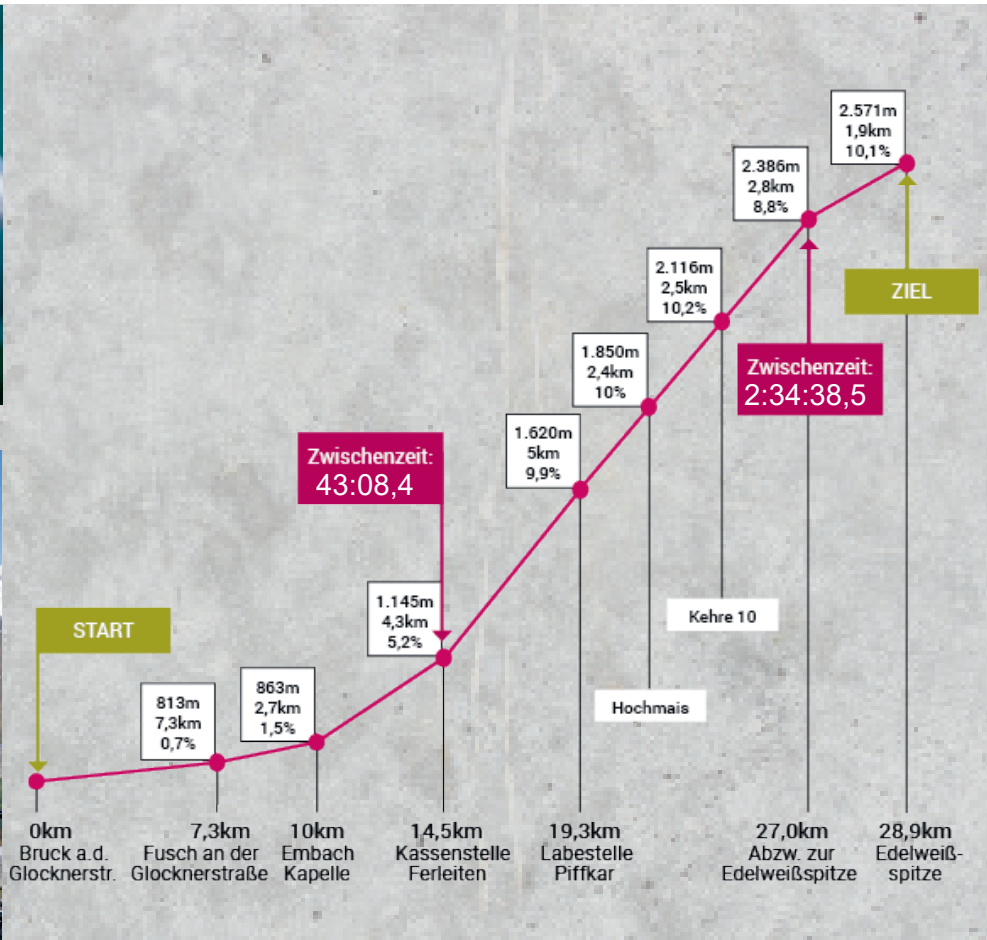 2.571m
1,9km
10,1%
2.386m
2,8km
8,8%
2.116m
2,5km
10,2%
ZIEL
1.850m
2,4km
10%
Zwischenzeit:
2:34:38,5
1.620m
5km
9,9%
Zwischenzeit:
43:08,4
1.145m
4,3km
5,2%
Kehre 10
START
813m
7,3km
0,7%
863m
2,7km
1,5%
Hochmais
0km
Bruck a.d.
Glocknerstr.
7,3km
Fusch an der
Glocknerstraße
10km
Embach
Kapelle
14,5km
Kassenstelle
Ferleiten
19,3km
Labestelle
Piffkar
27,0km
Abzw. zur
Edelweißspitze
28,9km
Edelweiß-
spitze